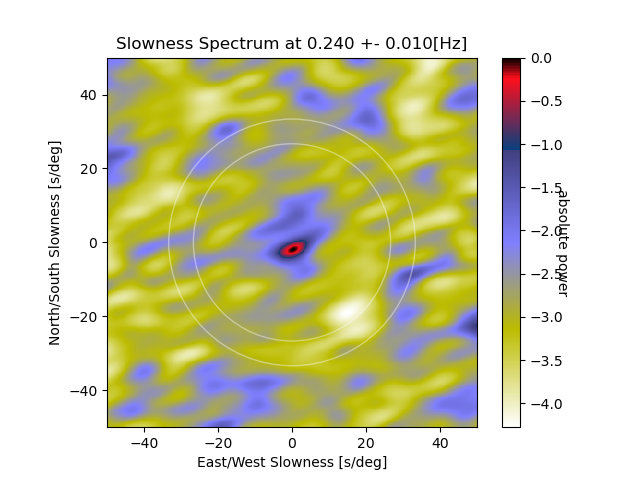 Slowness Spectrum at 0.240 +- 0.010[Hz]
40
20
0
−20
−40
North/South Slowness [s/deg]
−40 −20 0 20 40
East/West Slowness [s/deg]
0.0
−0.5
−1.0
−1.5
−2.0
−2.5
−3.0
−3.5
−4.0
absolute power